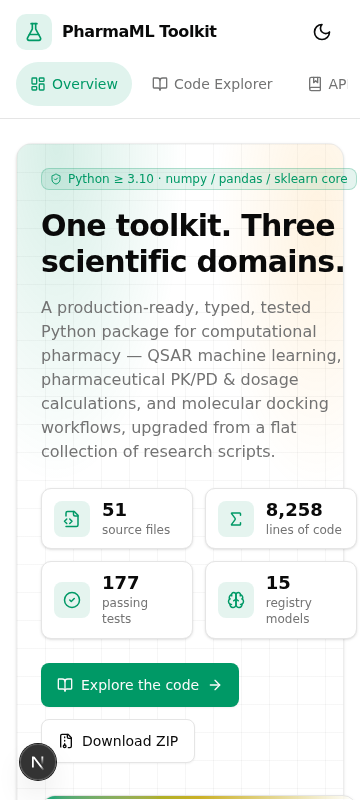 PharmaML Toolkit
Overview
Code Explorer
AP
Python ≥ 3.10 · numpy / pandas / sklearn core
One toolkit. Three
scientific domains.
A production-ready, typed, tested
Python package for computational
pharmacy — QSAR machine learning,
pharmaceutical PK/PD & dosage
calculations, and molecular docking
workflows, upgraded from a flat
collection of research scripts.
51
source files
8,258
lines of code
177
passing
tests
15
registry
models
Explore the code
Download ZIP
N